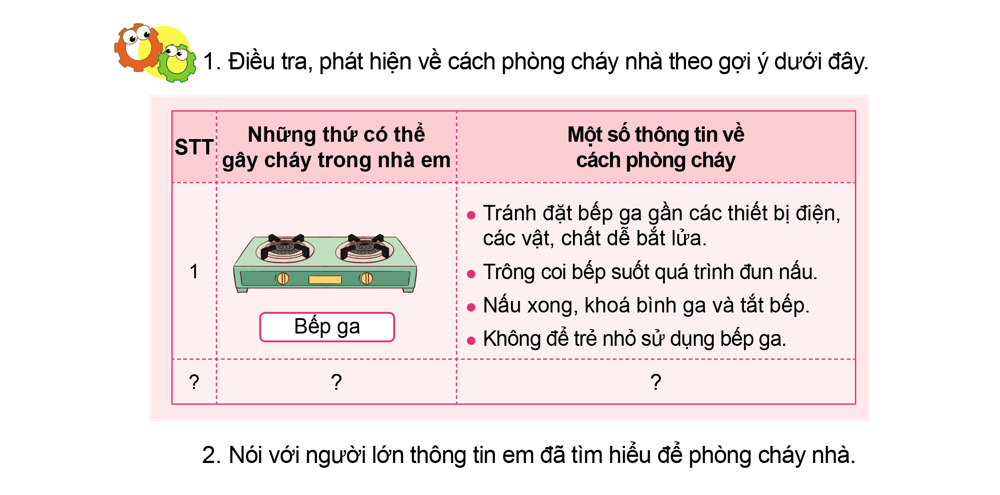 1. Điều tra, phát hiện về cách phòng cháy nhà theo gợi ý dưới đây.
STT
Những thứ có thể
gây cháy trong nhà em
Một số thông tin về
cách phòng cháy
1
Bếp ga
• Tránh đặt bếp ga gần các thiết bị điện,
các vật, chất dễ bắt lửa.
• Trông coi bếp suốt quá trình đun nấu.
• Nấu xong, khoá bình ga và tắt bếp.
• Không để trẻ nhỏ sử dụng bếp ga.
?
?
?
2. Nói với người lớn thông tin em đã tìm hiểu để phòng cháy nhà.